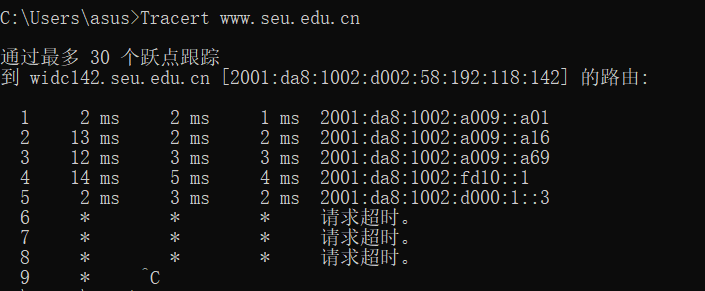 C:\Users\asus>Tracert www.seu.edu.cn
通过最多 30 个跃点跟踪
到 widc142.seu.edu.cn [2001:da8:1002:d002:58:192:118:142] 的路由:
1 2 ms 2 ms 1 ms 2001:da8:1002:a009::a01
2 13 ms 2 ms 2 ms 2001:da8:1002:a009::a16
3 12 ms 3 ms 3 ms 2001:da8:1002:a009::a69
4 14 ms 5 ms 4 ms 2001:da8:1002:fd10::1
5 2 ms 3 ms 2 ms 2001:da8:1002:d000:1::3
6 * * * 请求超时。
7 * * * 请求超时。
8 * * * 请求超时。
9 * ^C